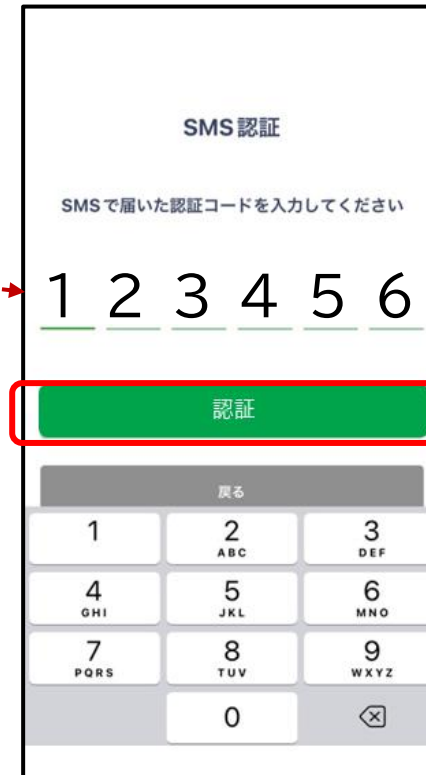 SMS認証
SMSで届いた認証コードを入力してください
1 2 3 4 5 6
認証
戻る
1 2 3
ABC DEF
4 5 6
GHI JKL MNO
7 8 9
PQRS TUV WXYZ
0